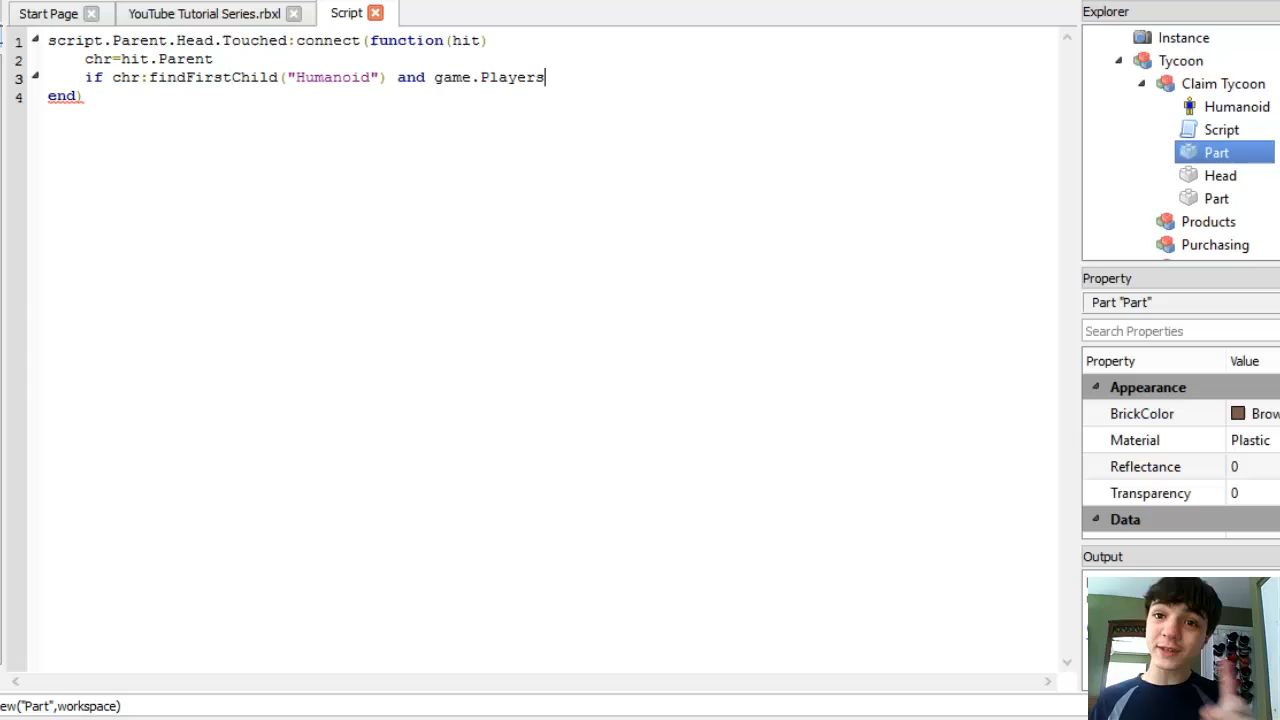 Start Page
YouTube Tutorial Series.rbxl
Script
1 script.Parent.Head.Touched:connect(function(hit)
2 chr=hit.Parent
3 if chr:findFirstChild("Humanoid") and game.Players
4 end)
ew("Part",workspace)
Explorer
Instance
Tycoon
Claim Tycoon
Humanoid
Script
Part
Head
Part
Products
Purchasing
Property
Part "Part"
Search Properties
Property Value
Appearance
BrickColor Brow
Material Plastic
Reflectance 0
Transparency 0
Data
Output